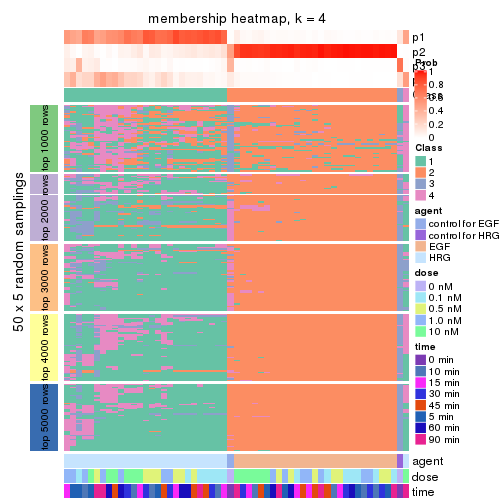 membership heatmap, k = 4
p1
p2
p3
Prob
1
0.8
0.6
0.4
0.2
0
Class
1
2
3
4
agent
control for EGF
control for HRG
EGF
HRG
dose
0 nM
0.1 nM
0.5 nM
1.0 nM
10 nM
time
0 min
10 min
15 min
30 min
45 min
5 min
60 min
90 min
50 x 5 random samplings
top 1000 rows
top 2000 rows
top 3000 rows
top 4000 rows
top 5000 rows
agent
dose
time